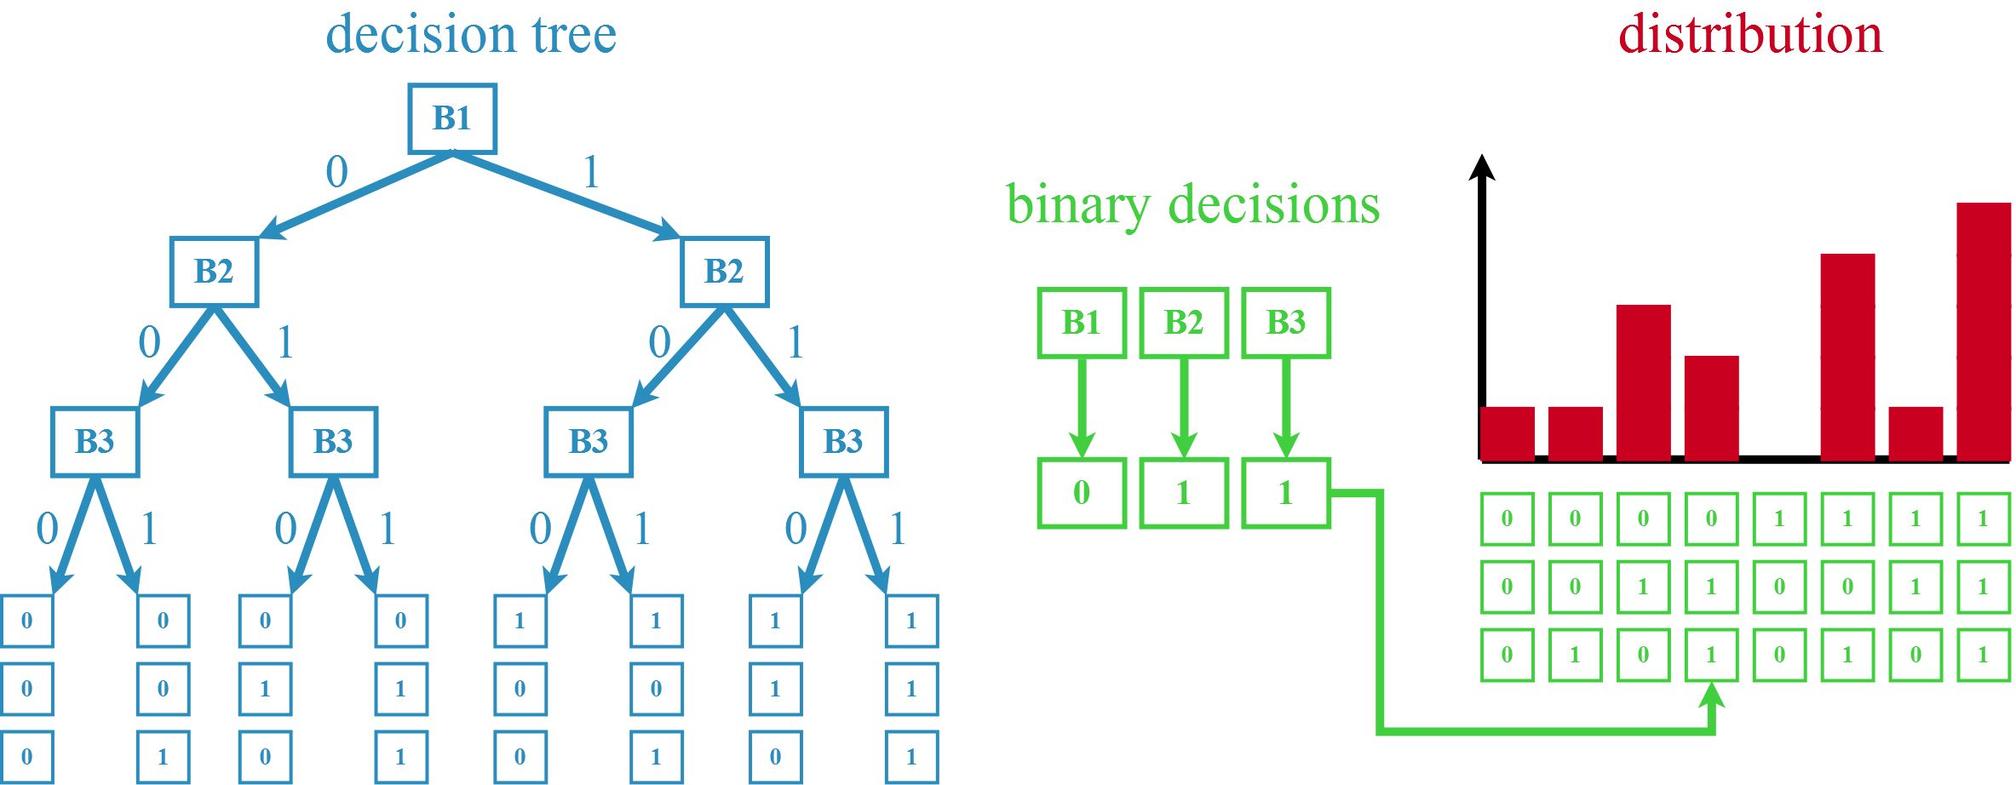 decision tree
B1
0 1
B2 B2
0 1 0 1
B3 B3 B3 B3
0 1 0 1 0 1 0 1
0 0 0 0 1 1 1 1
0 0 1 1 0 0 1 1
0 1 0 1 0 1 0 1
binary decisions
B1 B2 B3
0 1 1
distribution
0 0 0 0 1 1 1 1
0 0 1 1 0 0 1 1
0 1 0 1 0 1 0 1